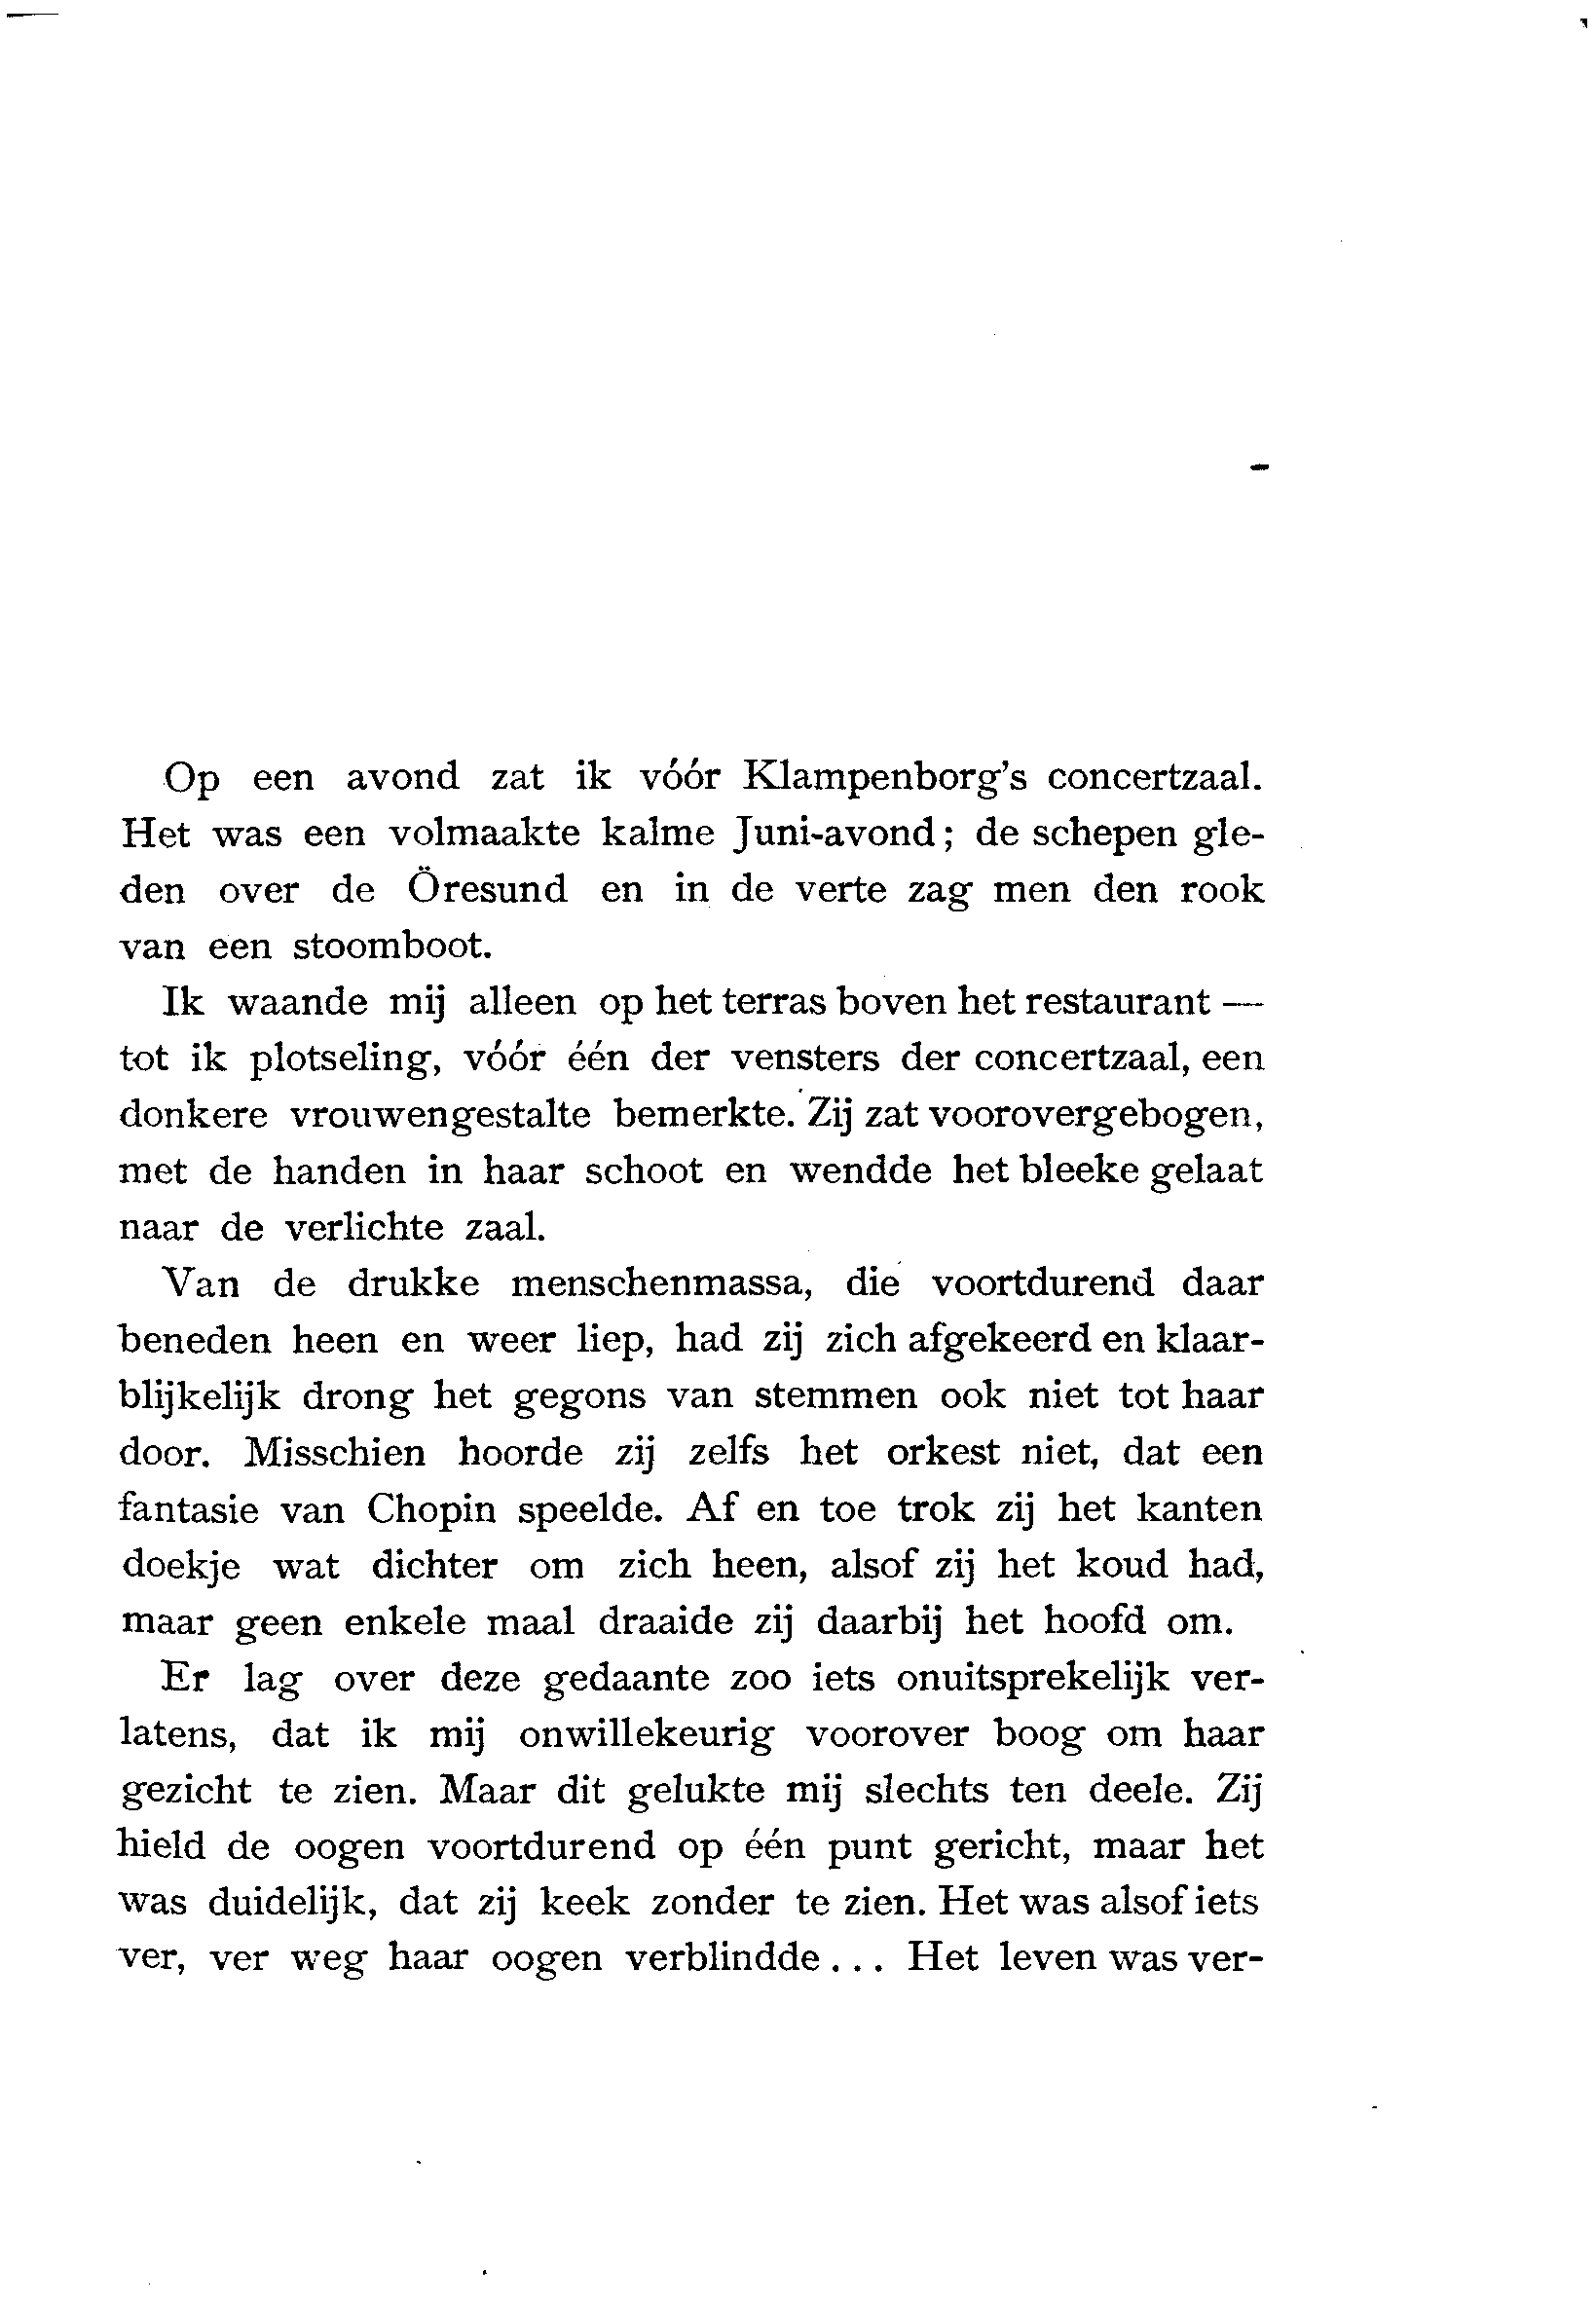 Op een avond zat ik vóór Klampenborg's concertzaal.
Het was een volmaakte kalme Juni-avond; de schepen gle-
den over de Öresund en in de verte zag men den rook
van een stoomboot.
Ik waande mij alleen op het terras boven het restaurant —
tot ik plotseling, vóór één der vensters der concertzaal, een
donkere vrouwengestalte bemerkte. Zij zat voorovergebogen,
met de handen in haar schoot en wendde het bleeke gelaat
naar de verlichte zaal.
Van de drukke menschenmassa, die voortdurend daar
beneden heen en weer liep, had zij zich afgekeerd en klaar-
blijkelijk drong het gegons van stemmen ook niet tot haar
door. Misschien hoorde zij zelfs het orkest niet, dat een
fantasie van Chopin speelde. Af en toe trok zij het kanten
doekje wat dichter om zich heen, alsof zij het koud had,
maar geen enkele maal draaide zij daarbij het hoofd om.
Er lag over deze gedaante zoo iets onuitsprekelijk ver-
latens, dat ik mij onwillekeurig voorover boog om haar
gezicht te zien. Maar dit gelukte mij slechts ten deele. Zij
hield de oogen voortdurend op één punt gericht, maar het
was duidelijk, dat zij keek zonder te zien. Het was alsof iets
ver, ver weg haar oogen verblindde... Het leven was ver-